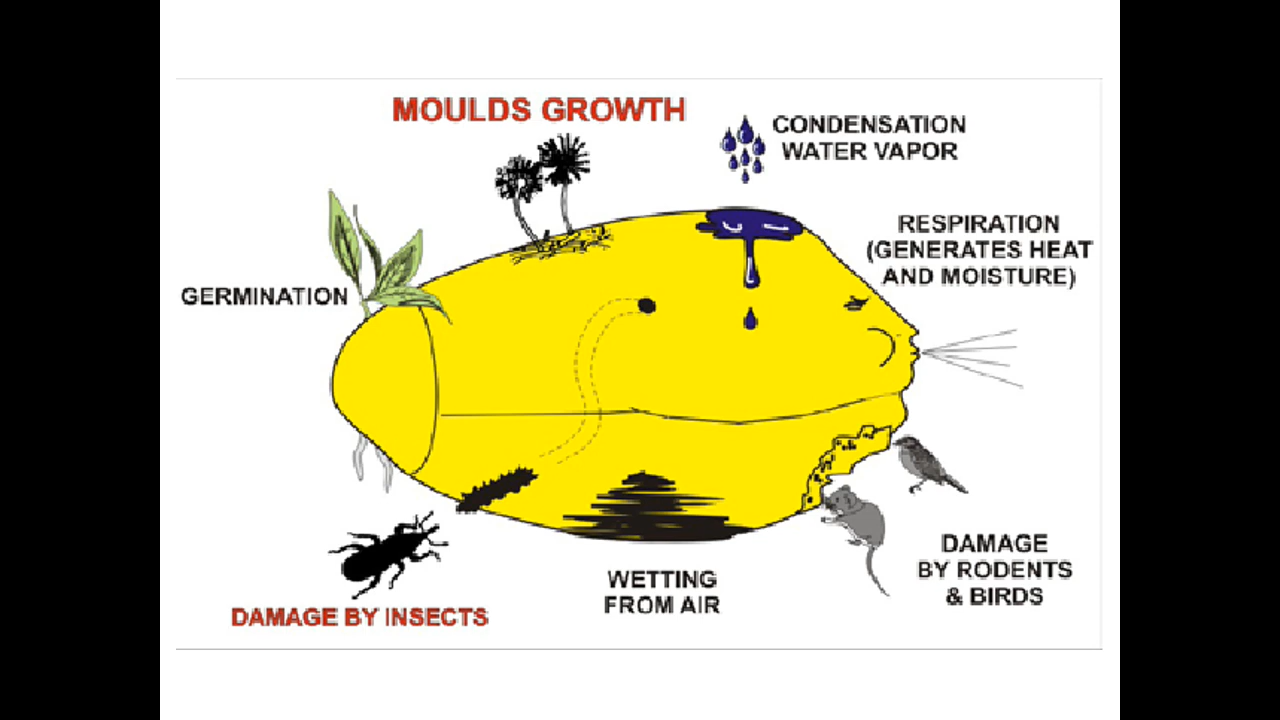 MOULDS GROWTH
CONDENSATION
WATER VAPOR
RESPIRATION
(GENERATES HEAT
AND MOISTURE)
GERMINATION
DAMAGE
BY RODENTS
& BIRDS
WETTING
FROM AIR
DAMAGE BY INSECTS